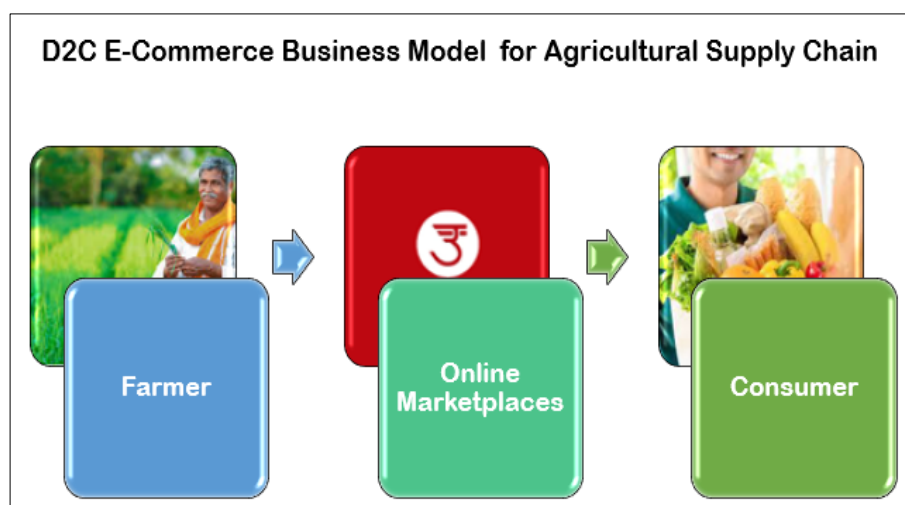 D2C E-Commerce Business Model  for Agricultural Supply Chain
Farmer
Online
Marketplaces
Consumer